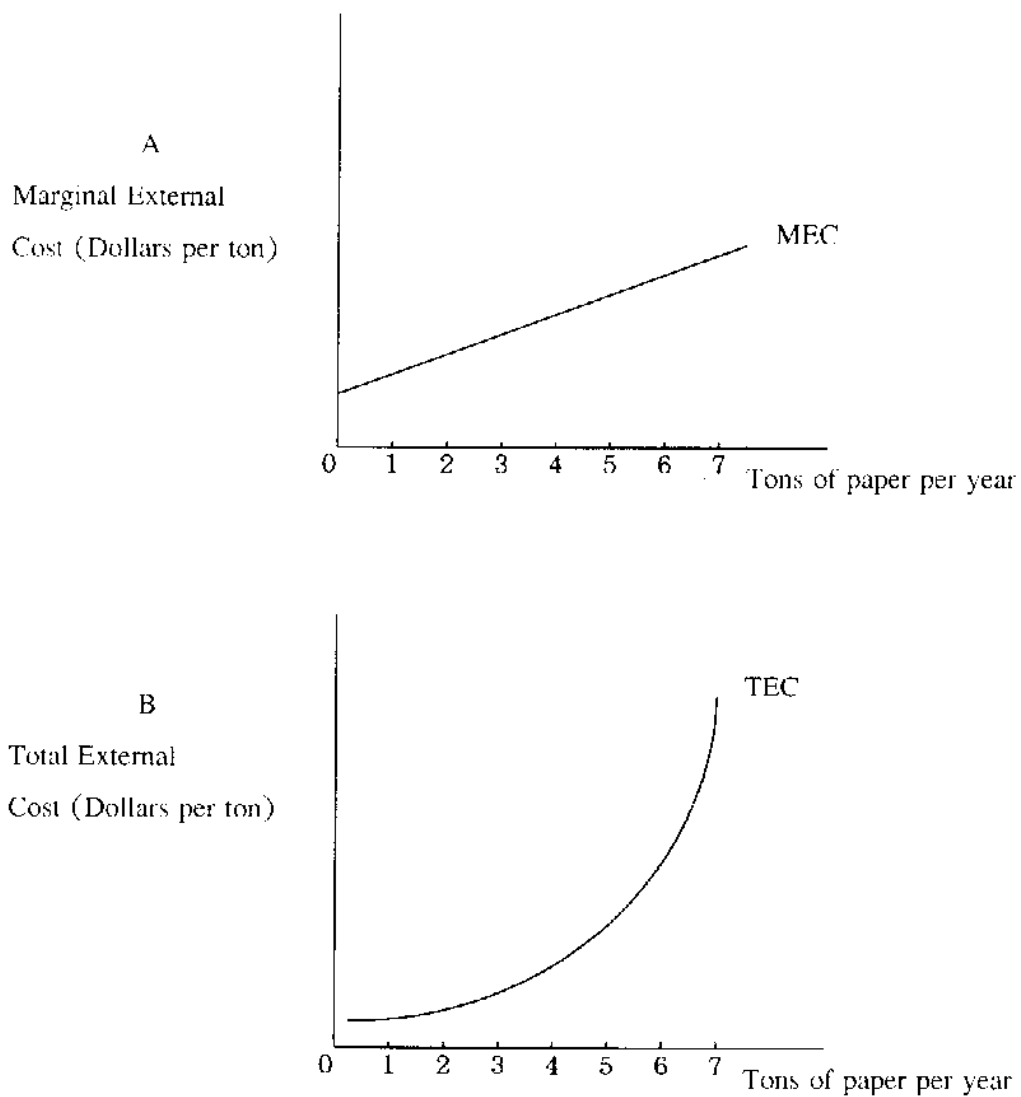 A
Marginal External
Cost (Dollars per ton)
MEC
0 1 2 3 4 5 6 7
Tons of paper per year
B
Total External
Cost (Dollars per ton)
TEC
0 1 2 3 4 5 6 7
Tons of paper per year